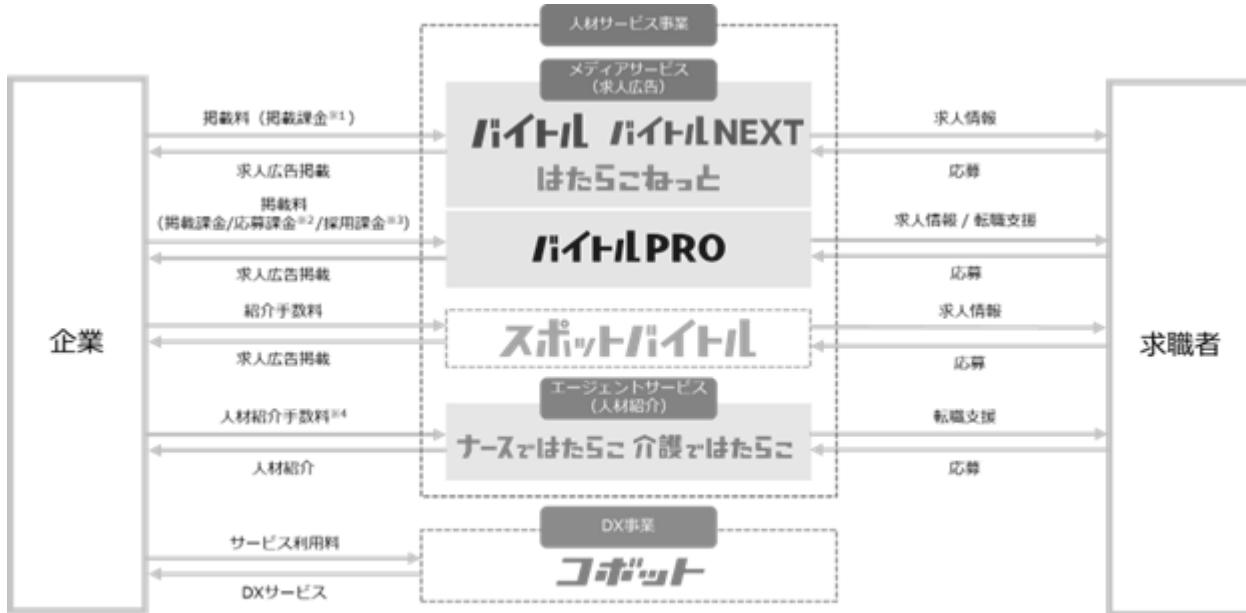 人材サービス事業
メディアサービス
(求人広告)
掲載料(掲載課金※1)
求人広告掲載
バイトル バイトルNEXT
はたらこねっと
求人情報
応募
掲載料
(掲載課金/応募課金※2/採用課金※3)
求人広告掲載
バイトルPRO
求人情報 / 転職支援
応募
紹介手数料
求人広告掲載
スポットバイトル
求人情報
応募
企業
求職者
エージェントサービス
(人材紹介)
人材紹介手数料※4
人材紹介
ナースではたらこ 介護ではたらこ
転職支援
応募
DX事業
サービス利用料
DXサービス
コボット